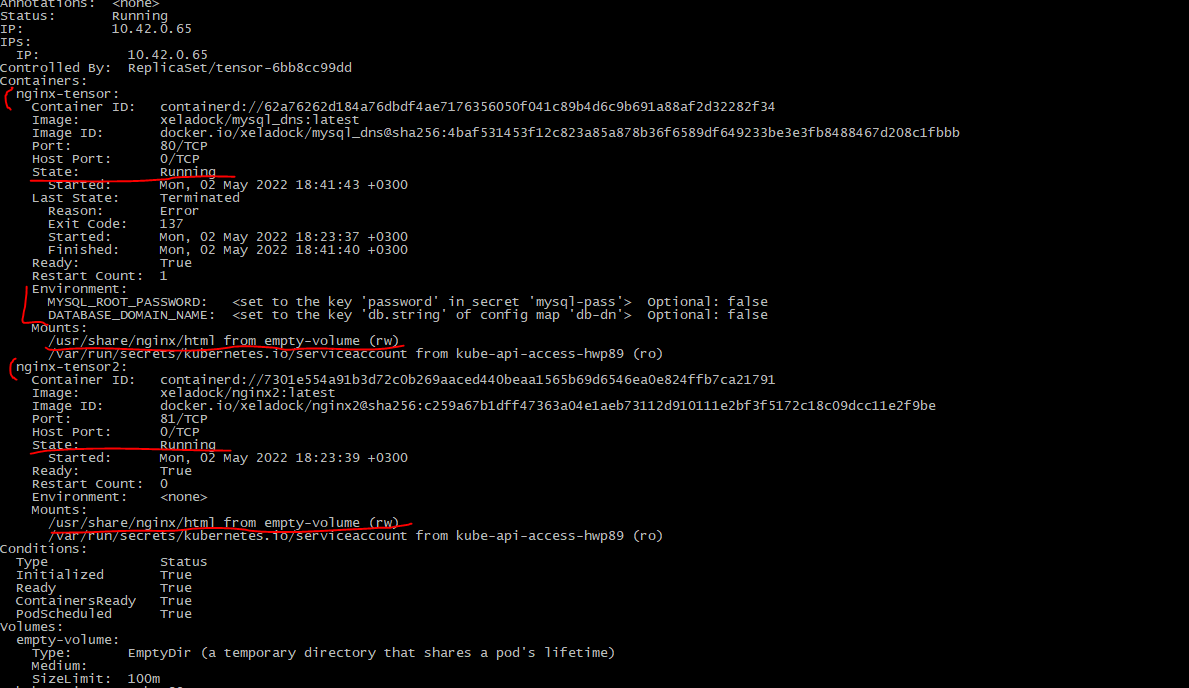 Annotations:  <none>
Status:       Running
IP:           10.42.0.65
IPs:
  IP:           10.42.0.65
Controlled By:  ReplicaSet/tensor-6bb8cc99dd
Containers:
  nginx-tensor:
    Container ID:   containerd://62a76262d184a76dbdf4ae7176356050f041c89b4d6c9b691a88af2d32282f34
    Image:          xeladock/mysql_dns:latest
    Image ID:       docker.io/xeladock/mysql_dns@sha256:4baf531453f12c823a85a878b36f6589df649233be3e3fb8488467d208c1fbbb
    Port:           80/TCP
    Host Port:      0/TCP
    State:          Running
      Started:      Mon, 02 May 2022 18:41:43 +0300
    Last State:     Terminated
      Reason:       Error
      Exit Code:    137
      Started:      Mon, 02 May 2022 18:23:37 +0300
      Finished:     Mon, 02 May 2022 18:41:40 +0300
    Ready:          True
    Restart Count:  1
    Environment:
      MYSQL_ROOT_PASSWORD:   <set to the key 'password' in secret 'mysql-pass'>  Optional: false
      DATABASE_DOMAIN_NAME:  <set to the key 'db.string' of config map 'db-dn'>  Optional: false
    Mounts:
      /usr/share/nginx/html from empty-volume (rw)
      /var/run/secrets/kubernetes.io/serviceaccount from kube-api-access-hwp89 (ro)
  nginx-tensor2:
    Container ID:   containerd://7301e554a91b3d72c0b269aaced440beaa1565b69d6546ea0e824ffb7ca21791
    Image:          xeladock/nginx2:latest
    Image ID:       docker.io/xeladock/nginx2@sha256:c259a67b1dff47363a04e1aeb73112d910111e2bf3f5172c18c09dcc11e2f9be
    Port:           81/TCP
    Host Port:      0/TCP
    State:          Running
      Started:      Mon, 02 May 2022 18:23:39 +0300
    Ready:          True
    Restart Count:  0
    Environment:    <none>
    Mounts:
      /usr/share/nginx/html from empty-volume (rw)
      /var/run/secrets/kubernetes.io/serviceaccount from kube-api-access-hwp89 (ro)
Conditions:
  Type              Status
  Initialized       True
  Ready             True
  ContainersReady   True
  PodScheduled      True
Volumes:
  empty-volume:
    Type:       EmptyDir (a temporary directory that shares a pod's lifetime)
    Medium:
    SizeLimit:  100m